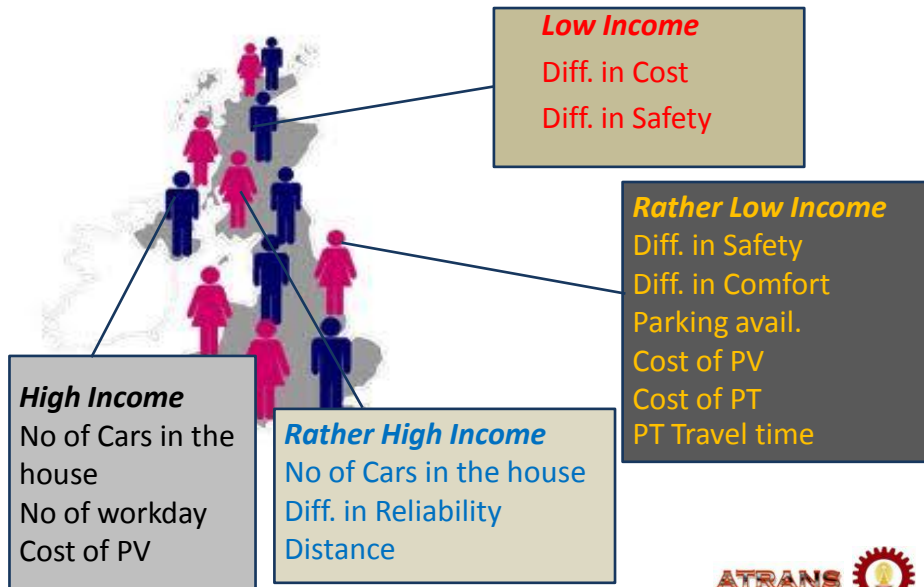 Low Income
Diff. in Cost
Diff. in Safety
Rather Low Income
Diff. in Safety
Diff. in Comfort
Parking avail.
Cost of PV
Cost of PT
PT Travel time
High Income
No of Cars in the
house
No of workday
Cost of PV
Rather High Income
No of Cars in the house
Diff. in Reliability
Distance
ATRANS